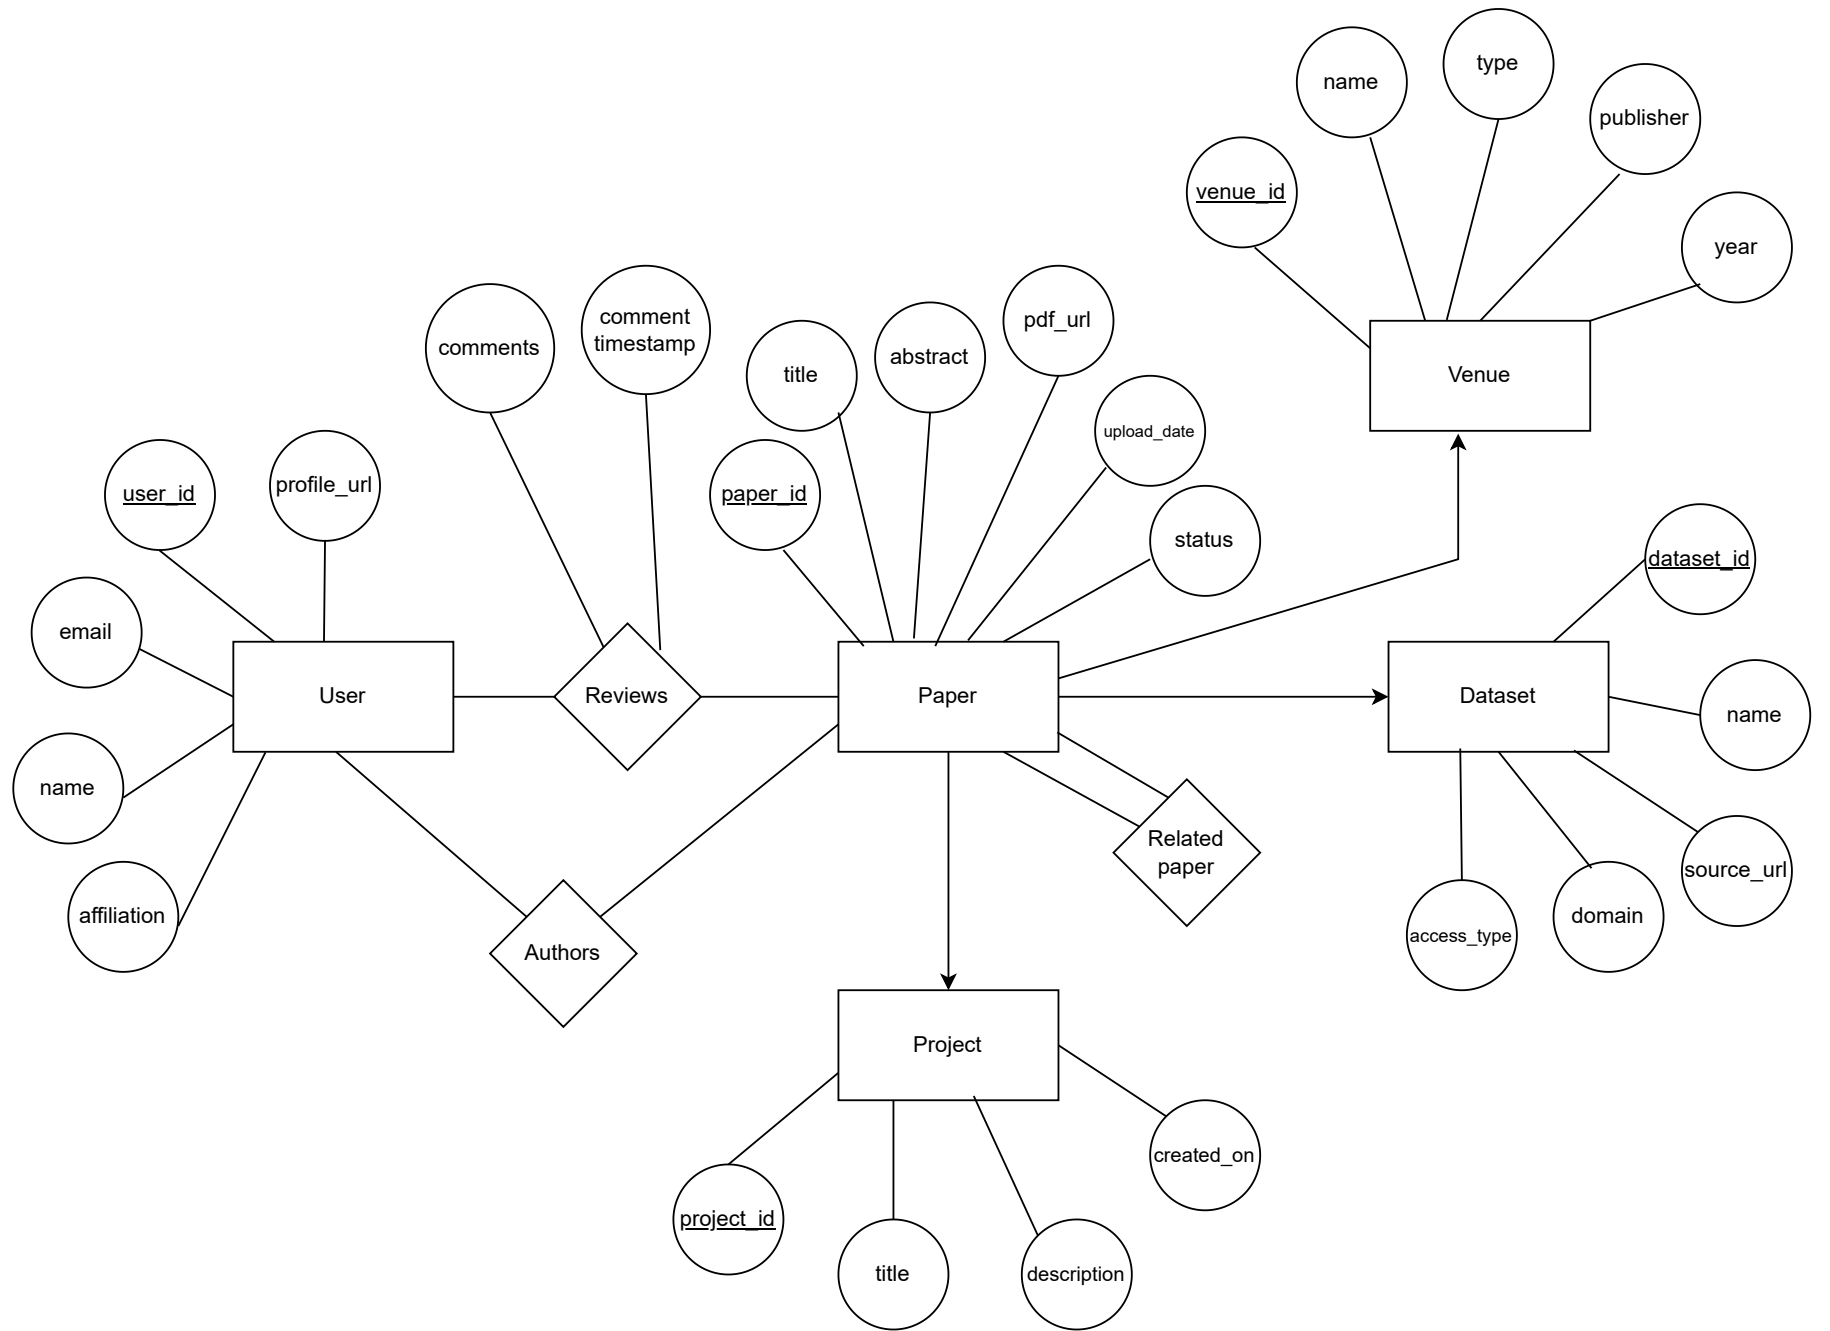 type
name
publisher
venue_id
year
Venue
comments
comment
timestamp
title
abstract
pdf_url
upload_date
status
paper_id
user_id
profile_url
email
name
affiliation
User
Reviews
Paper
Dataset
dataset_id
name
source_url
domain
access_type
Related
paper
Authors
Project
project_id
title
description
created_on